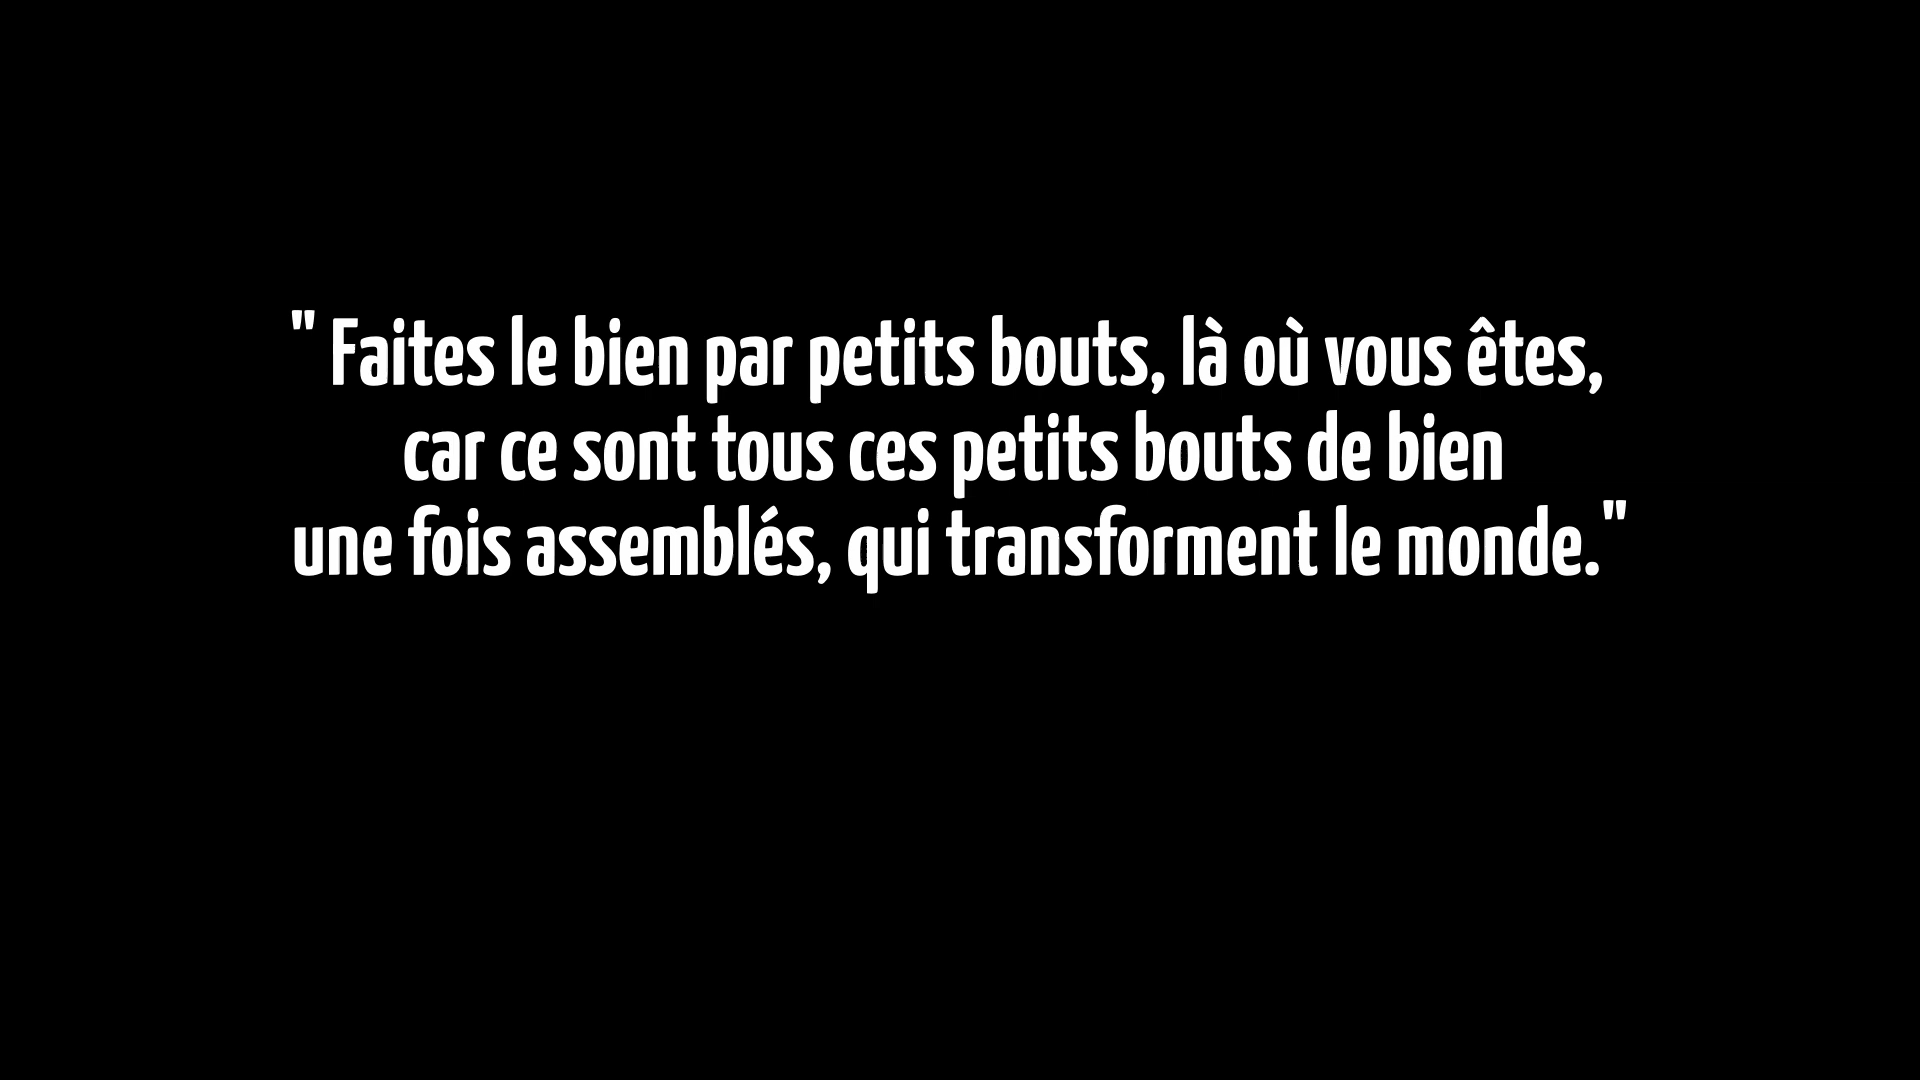 " Faites le bien par petits bouts, là où vous êtes,
car ce sont tous ces petits bouts de bien
une fois assemblés, qui transforment le monde."